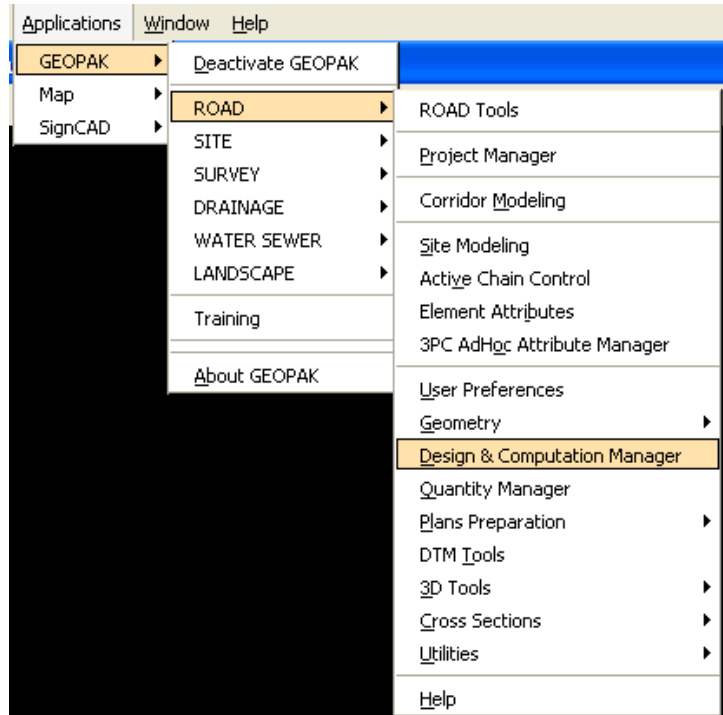 Applications Window Help
GEOPAK
Map
SignCAD
Deactivate GEOPAK
ROAD
SITE
SURVEY
DRAINAGE
WATER SEWER
LANDSCAPE
Training
About GEOPAK
ROAD Tools
Project Manager
Corridor Modeling
Site Modeling
Active Chain Control
Element Attributes
3PC AdHoc Attribute Manager
User Preferences
Geometry
Design & Computation Manager
Quantity Manager
Plans Preparation
DTM Tools
3D Tools
Cross Sections
Utilities
Help